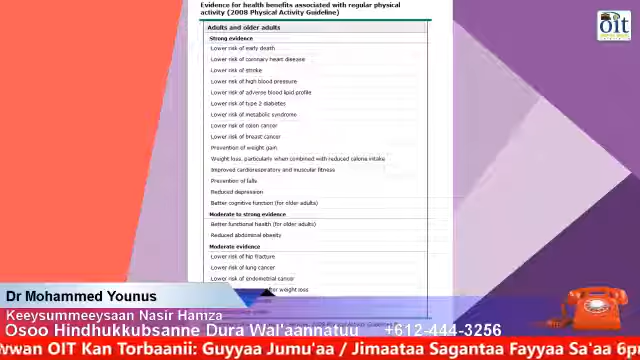 Evidence for health benefits associated with regular physical
activity (2008 Physical Activity Guideline)
oit
Adults and older adults
Strong evidence
Lower risk of early death
Lower risk of coronary heart disease
Lower risk of stroke
Lower risk of high blood pressure
Lower risk of adverse blood lipid profile
Lower risk of type 2 diabetes
Lower risk of metabolic syndrome
Lower risk of colon cancer
Lower risk of breast cancer
Prevention of weight gain
Weight loss, particularly when combined with reduced calorie intake
Improved cardiorespiratory and muscular fitness
Prevention of falls
Reduced depression
Better cognitive function (for older adults)
Moderate to strong evidence
Better functional health (for older adults)
Reduced abdominal obesity
Moderate evidence
Lower risk of hip fracture
Lower risk of lung cancer
Lower risk of endometrial cancer
after weight loss
Dr Mohammed Younus
Keeysummeeysaan Nasir Hamza
Osoo Hindhukkubsanne Dura Wal'aannatuu +612-444-3256
wwan OIT Kan Torbaanii: Guyyaa Jumu'aa / Jimaataa Sagantaa Fayyaa Sa'aa 6pm